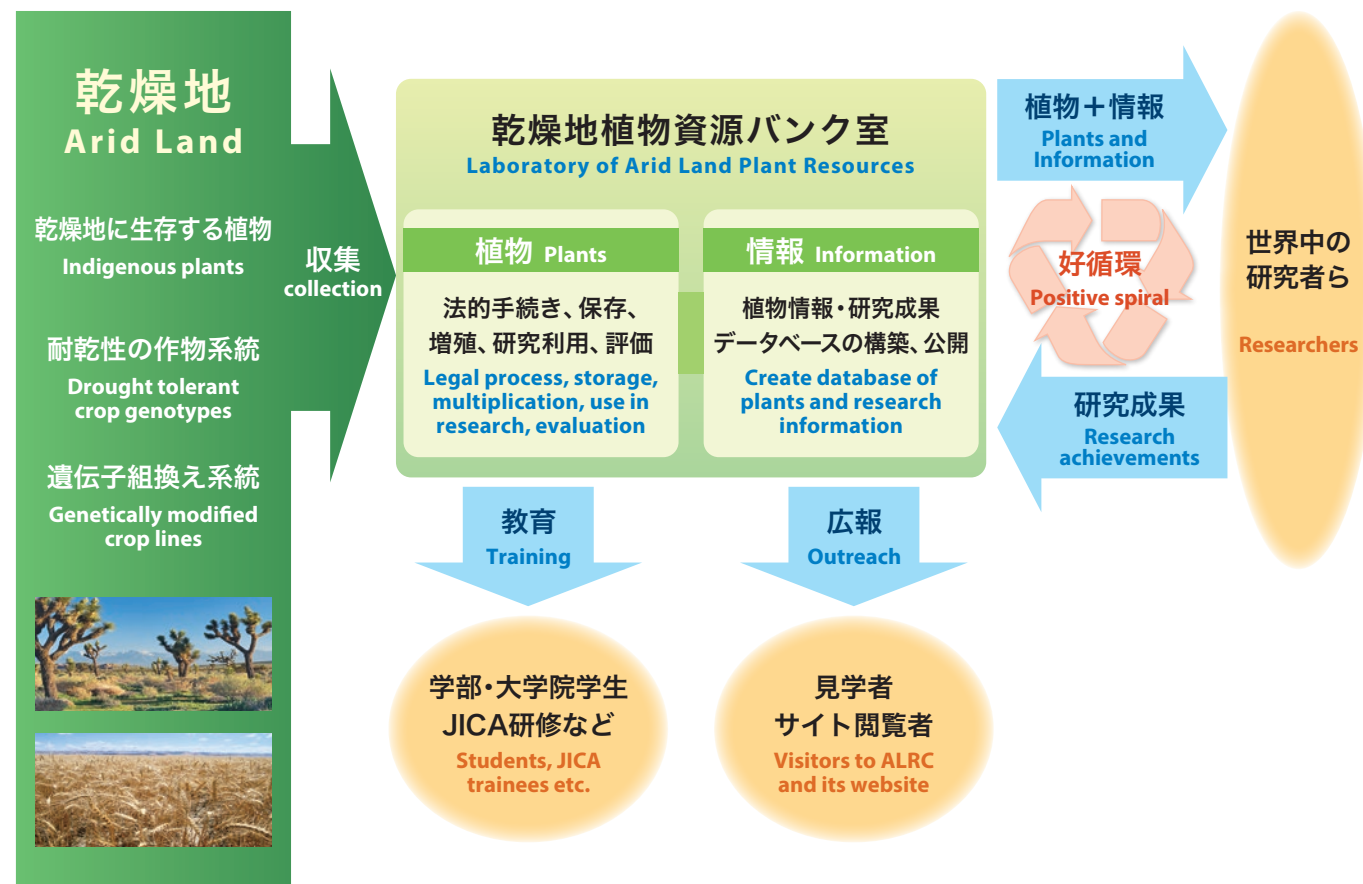 乾燥地
Arid Land
乾燥地に生存する植物
Indigenous plants
耐乾性の作物系統
Drought tolerant
crop genotypes
遺伝子組換え系統
Genetically modified
crop lines
収集
collection
乾燥地植物資源バンク室
Laboratory of Arid Land Plant Resources
植物 Plants
法的手続き、保存、
増殖、研究利用、評価
Legal process, storage,
multiplication, use in
research, evaluation
情報 Information
植物情報・研究成果
データベースの構築、公開
Create database of
plants and research
information
植物＋情報
Plants and
Information
好循環
Positive spiral
研究成果
Research
achievements
世界中の
研究者ら
Researchers
教育
Training
学部・大学院学生
JICA研修など
Students, JICA
trainees etc.
広報
Outreach
見学者
サイト閲覧者
Visitors to ALRC
and its website